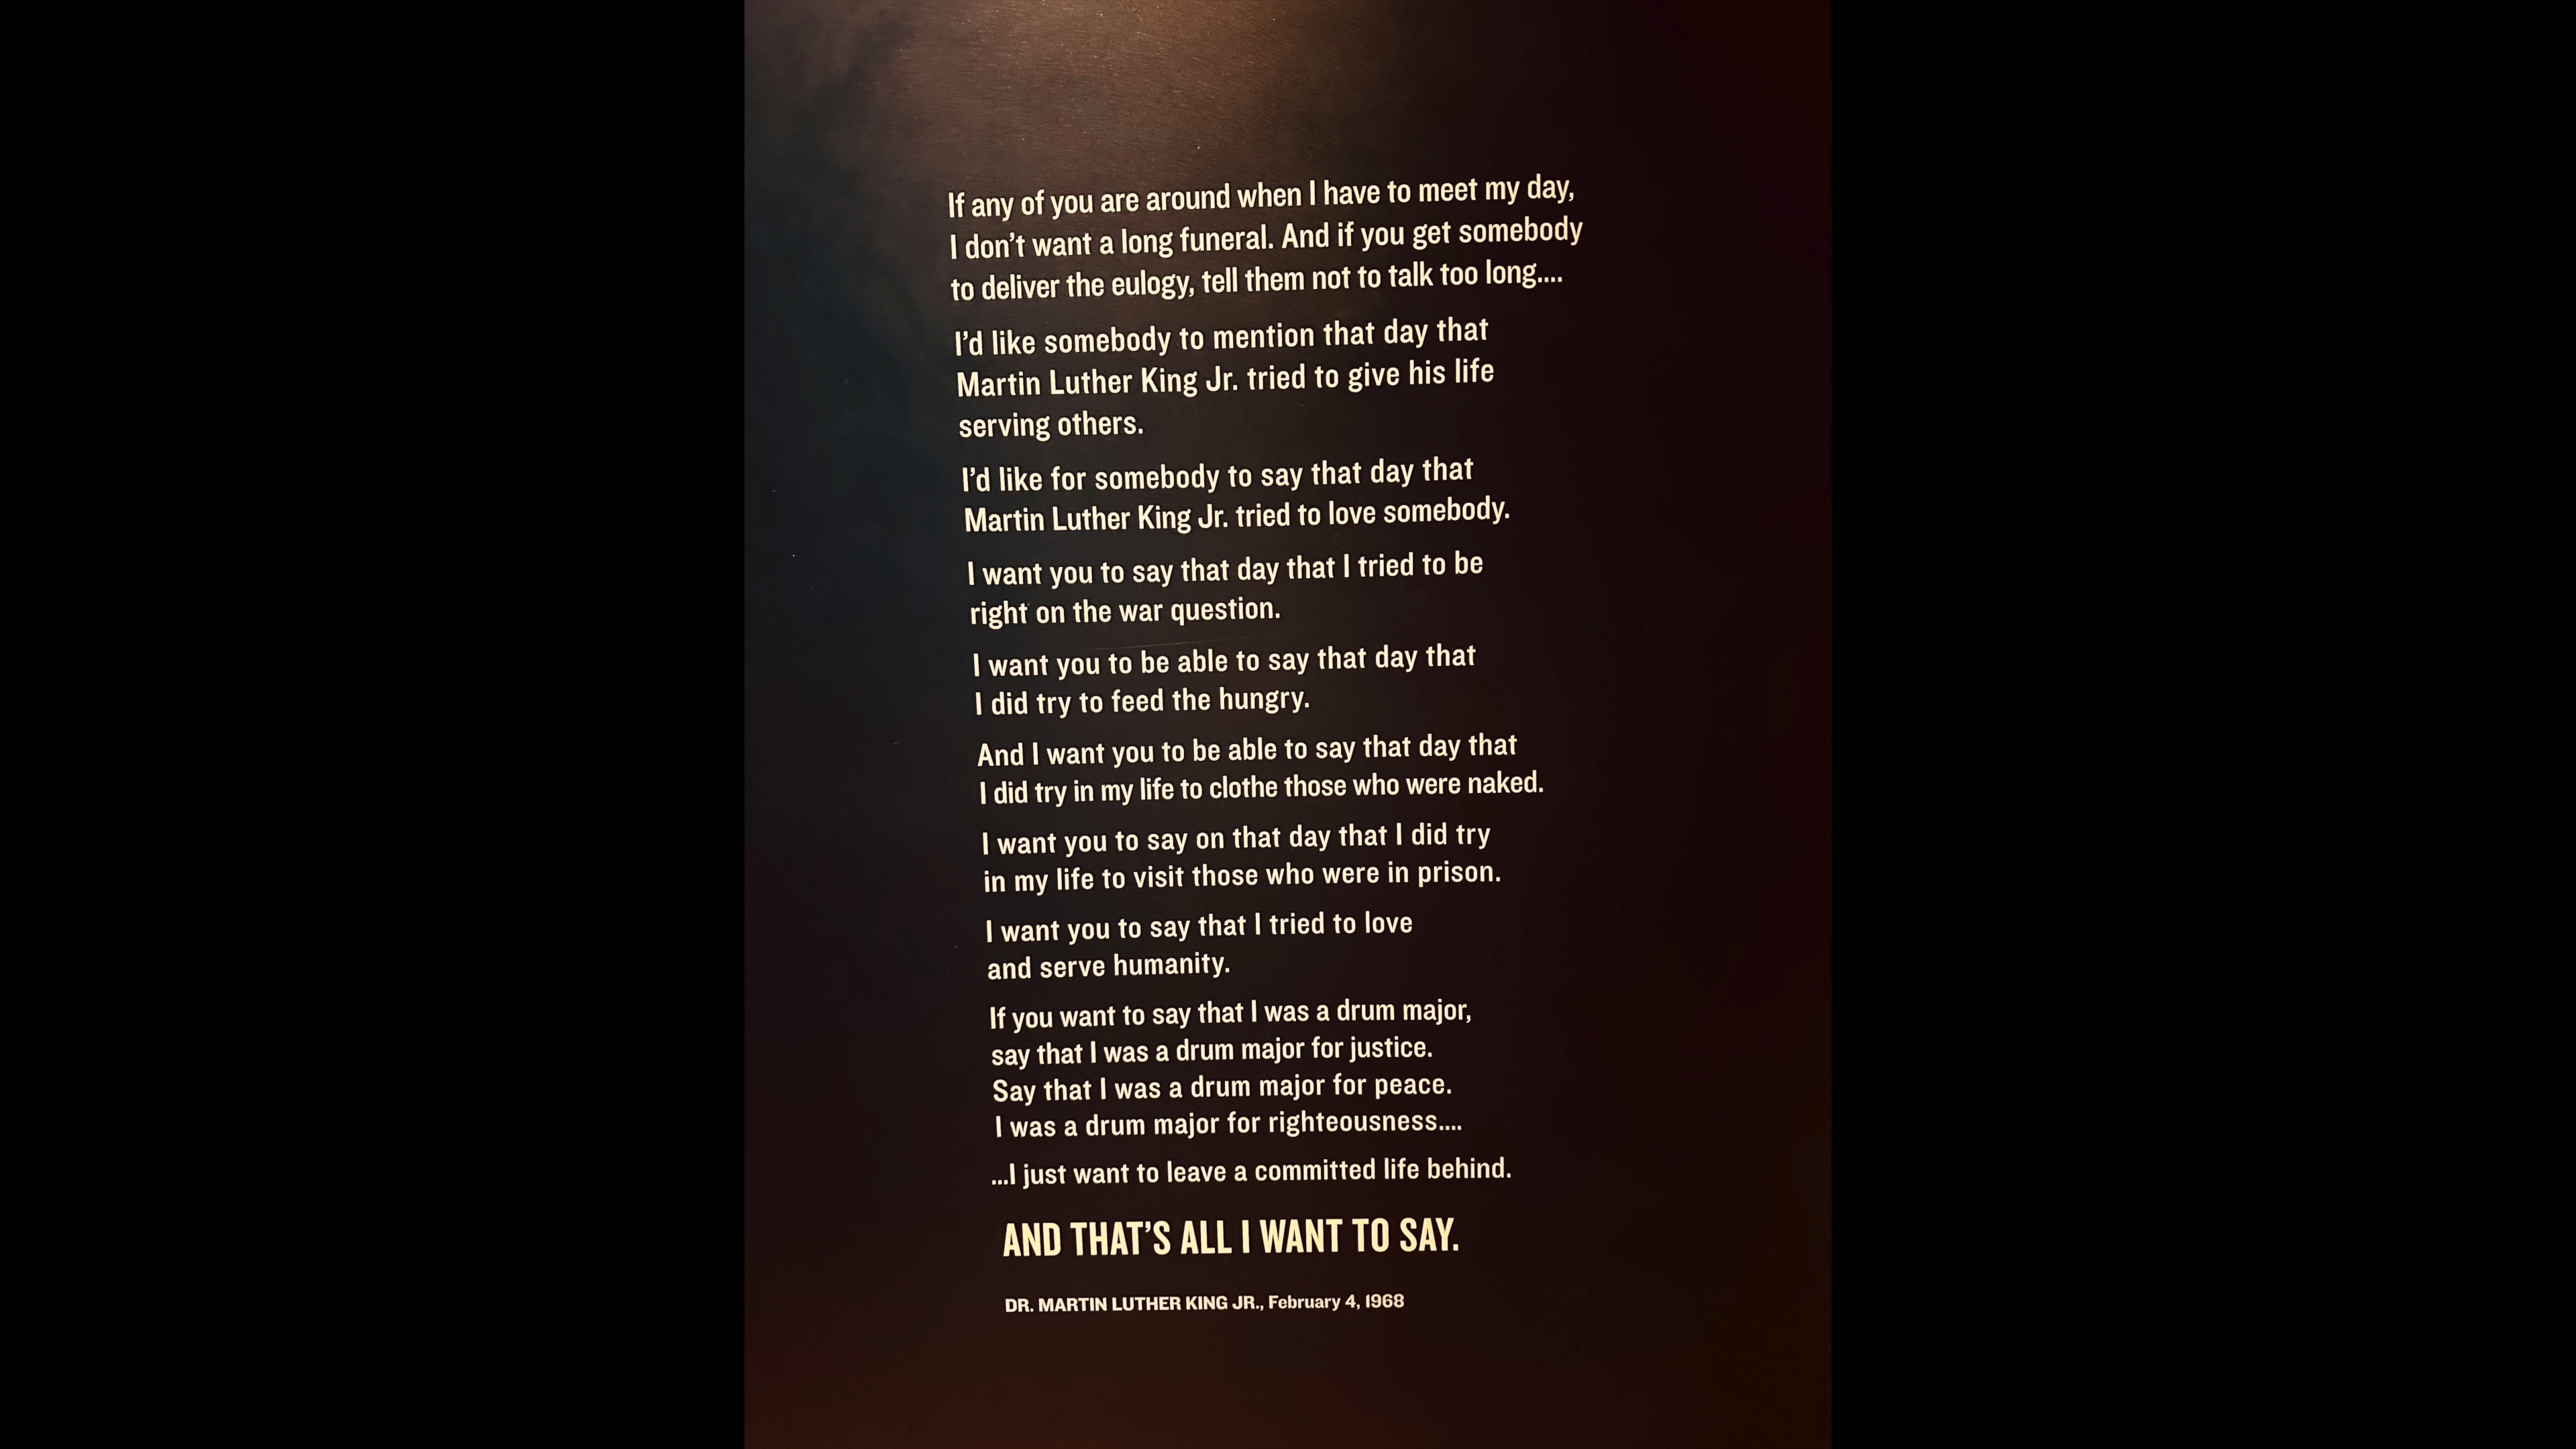 If any of you are around when I have to meet my day,
I don't want a long funeral. And if you get somebody
to deliver the eulogy, tell them not to talk too long....
I'd like somebody to mention that day that
Martin Luther King Jr. tried to give his life
serving others.
I'd like for somebody to say that day that
Martin Luther King Jr. tried to love somebody.
I want you to say that day that I tried to be
right on the war question.
I want you to be able to say that day that
I did try to feed the hungry.
And I want you to be able to say that day that
I did try in my life to clothe those who were naked.
I want you to say on that day that I did try
in my life to visit those who were in prison.
I want you to say that I tried to love
and serve humanity.
If you want to say that I was a drum major,
say that I was a drum major for justice.
Say that I was a drum major for peace.
I was a drum major for righteousness....
...I just want to leave a committed life behind.
AND THAT'S ALL I WANT TO SAY.
DR. MARTIN LUTHER KING JR., February 4, 1968